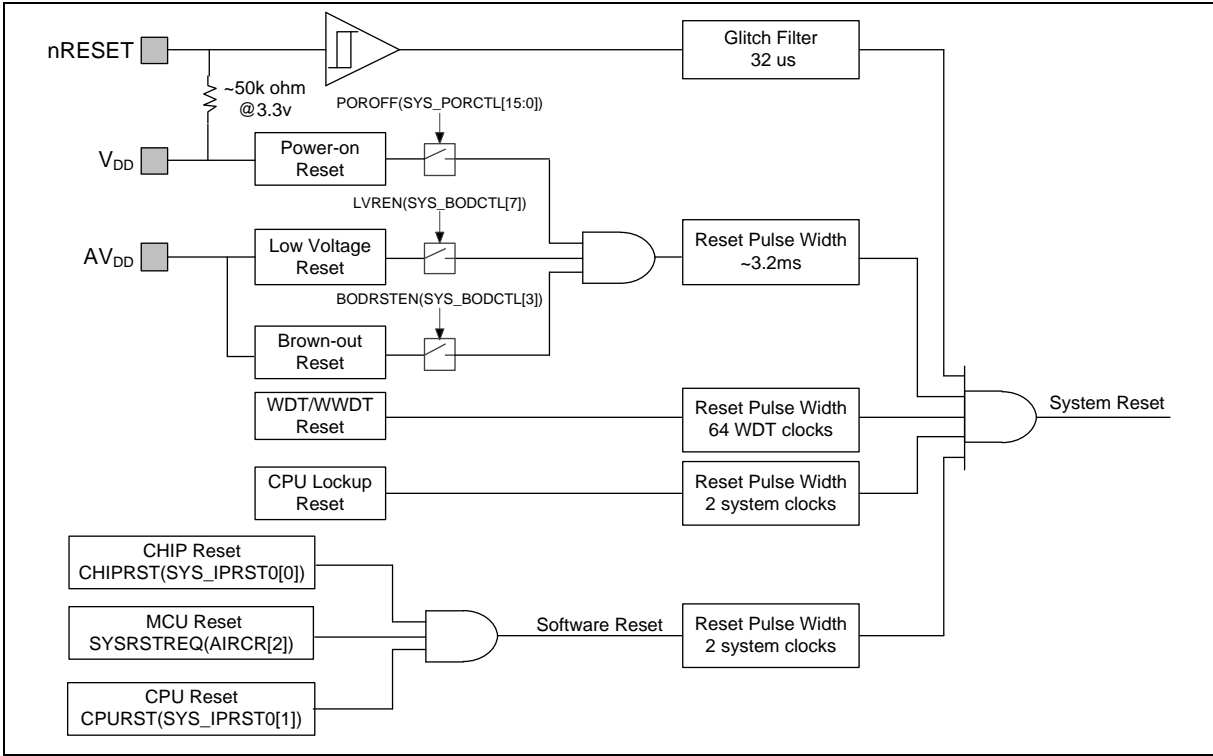 nRESET
Glitch Filter
32 us
~50k ohm
@3.3v
POROFF(SYS_PORCTL[15:0])
VDD
Power-on
Reset
LVREN(SYS_BODCTL[7])
AVDD
Low Voltage
Reset
Reset Pulse Width
~3.2ms
BODRSTEN(SYS_BODCTL[3])
Brown-out
Reset
WDT/WWDT
Reset
Reset Pulse Width
64 WDT clocks
System Reset
CPU Lockup
Reset
Reset Pulse Width
2 system clocks
CHIP Reset
CHIPRST(SYS_IPRST0[0])
MCU Reset
SYSRSTREQ(AIRCR[2])
Software Reset
Reset Pulse Width
2 system clocks
CPU Reset
CPURST(SYS_IPRST0[1])